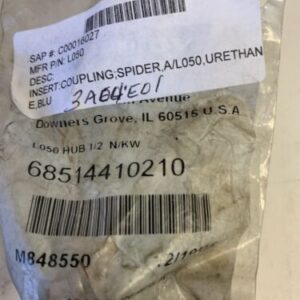 SAP #: C00016027
MFR P/N: L050
DESC:
INSERT:COUPLING,SPIDER,A/L050,URETHAN
E,BLU
3A04E01
Avenue
Downers Grove, IL 60515 U.S.A
L050 HUB 1/2 N/KW
68514410210
M848550